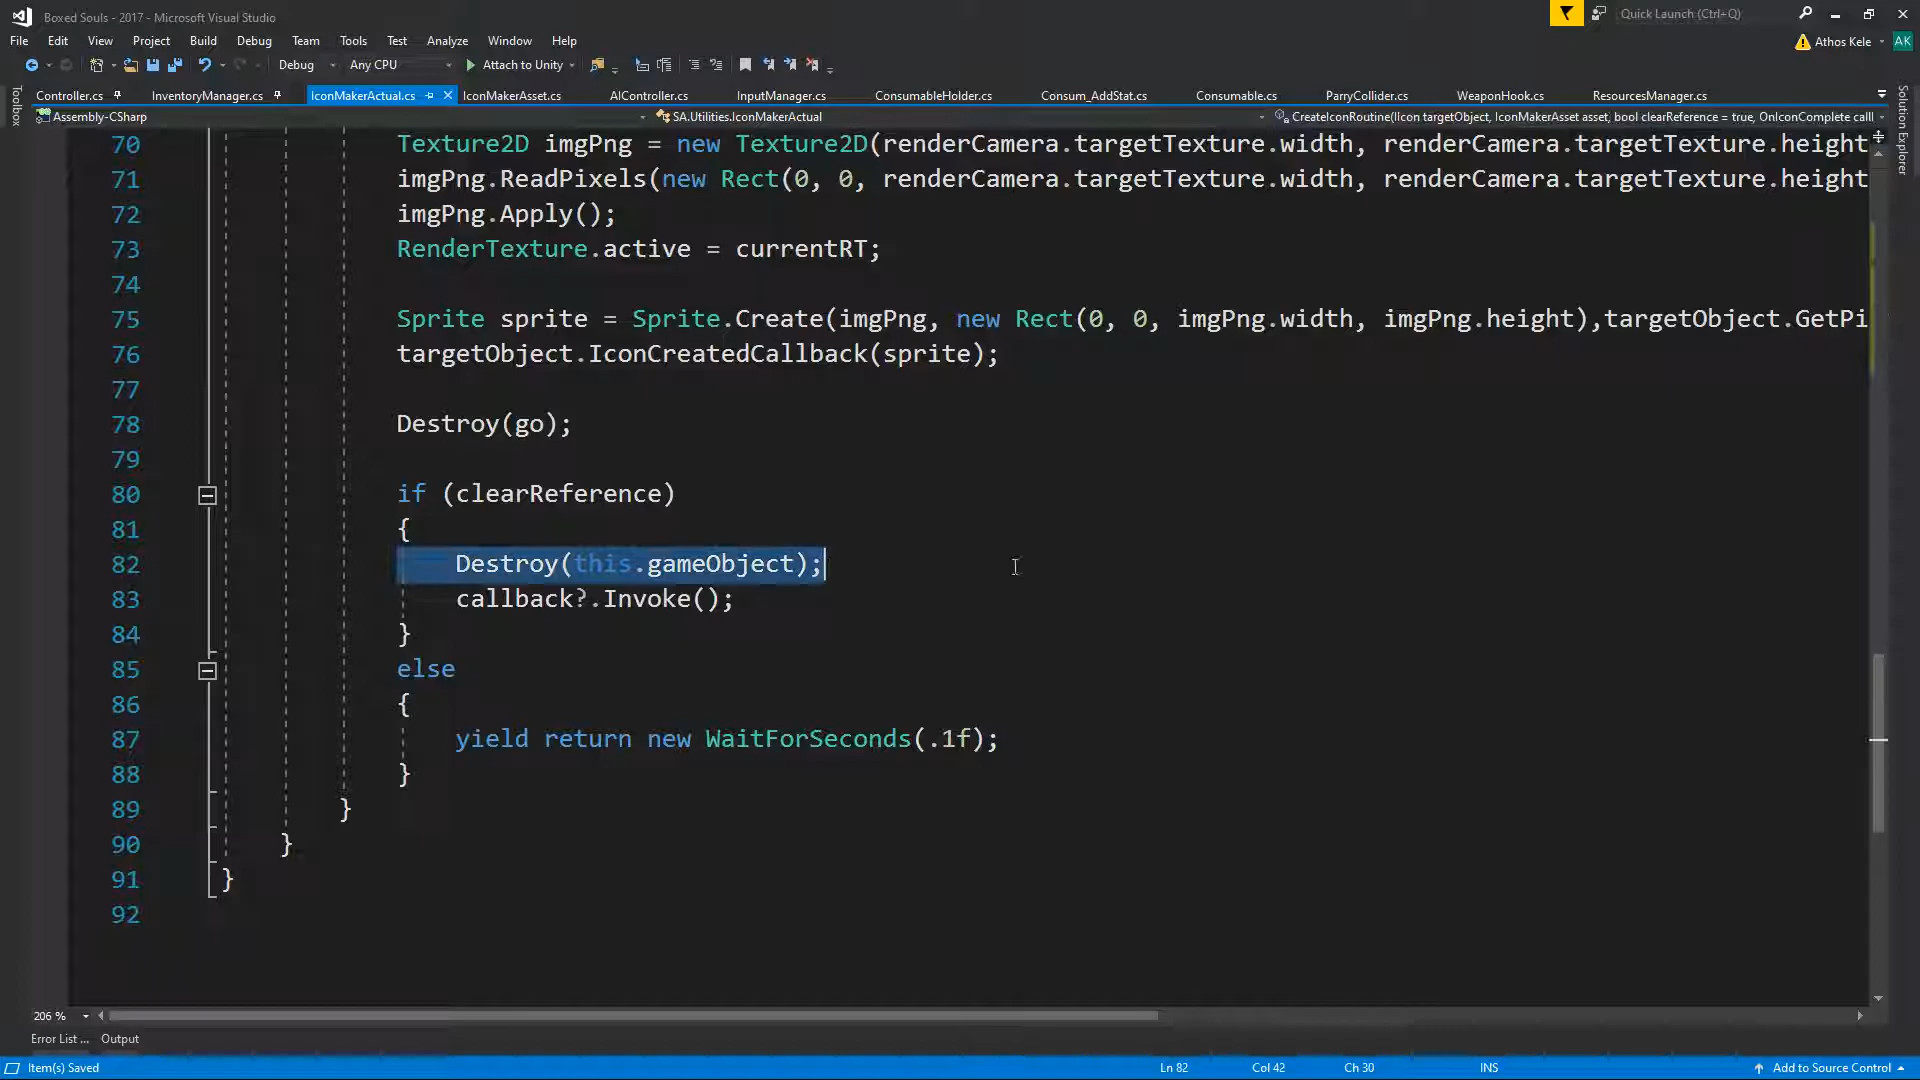 Boxed Souls - 2017 - Microsoft Visual Studio
Quick Launch (Ctrl+Q)
File Edit View Project Build Debug Team Tools Test Analyze Window Help
Athos Kele AK
Debug Any CPU Attach to Unity
Toolbox
Controller.cs InventoryManager.cs IconMakerActual.cs IconMakerAsset.cs AIController.cs InputManager.cs ConsumableHolder.cs Consum_AddStat.cs Consumable.cs ParryCollider.cs WeaponHook.cs ResourcesManager.cs
Solution Explorer
Assembly-CSharp SA.Utilities.IconMakerActual CreateIconRoutine(IIcon targetObject, IconMakerAsset asset, bool clearReference = true, OnIconComplete call
70 Texture2D imgPng = new Texture2D(renderCamera.targetTexture.width, renderCamera.targetTexture.height
71 imgPng.ReadPixels(new Rect(0, 0, renderCamera.targetTexture.width, renderCamera.targetTexture.height
72 imgPng.Apply();
73 RenderTexture.active = currentRT;
74
75 Sprite sprite = Sprite.Create(imgPng, new Rect(0, 0, imgPng.width, imgPng.height),targetObject.GetPi
76 targetObject.IconCreatedCallback(sprite);
77
78 Destroy(go);
79
80 if (clearReference)
81 {
82 Destroy(this.gameObject);
83 callback?.Invoke();
84 }
85 else
86 {
87 yield return new WaitForSeconds(.1f);
88 }
89 }
90 }
91 }
92
206 %
Error List ... Output
Item(s) Saved Ln 82 Col 42 Ch 30 INS Add to Source Control